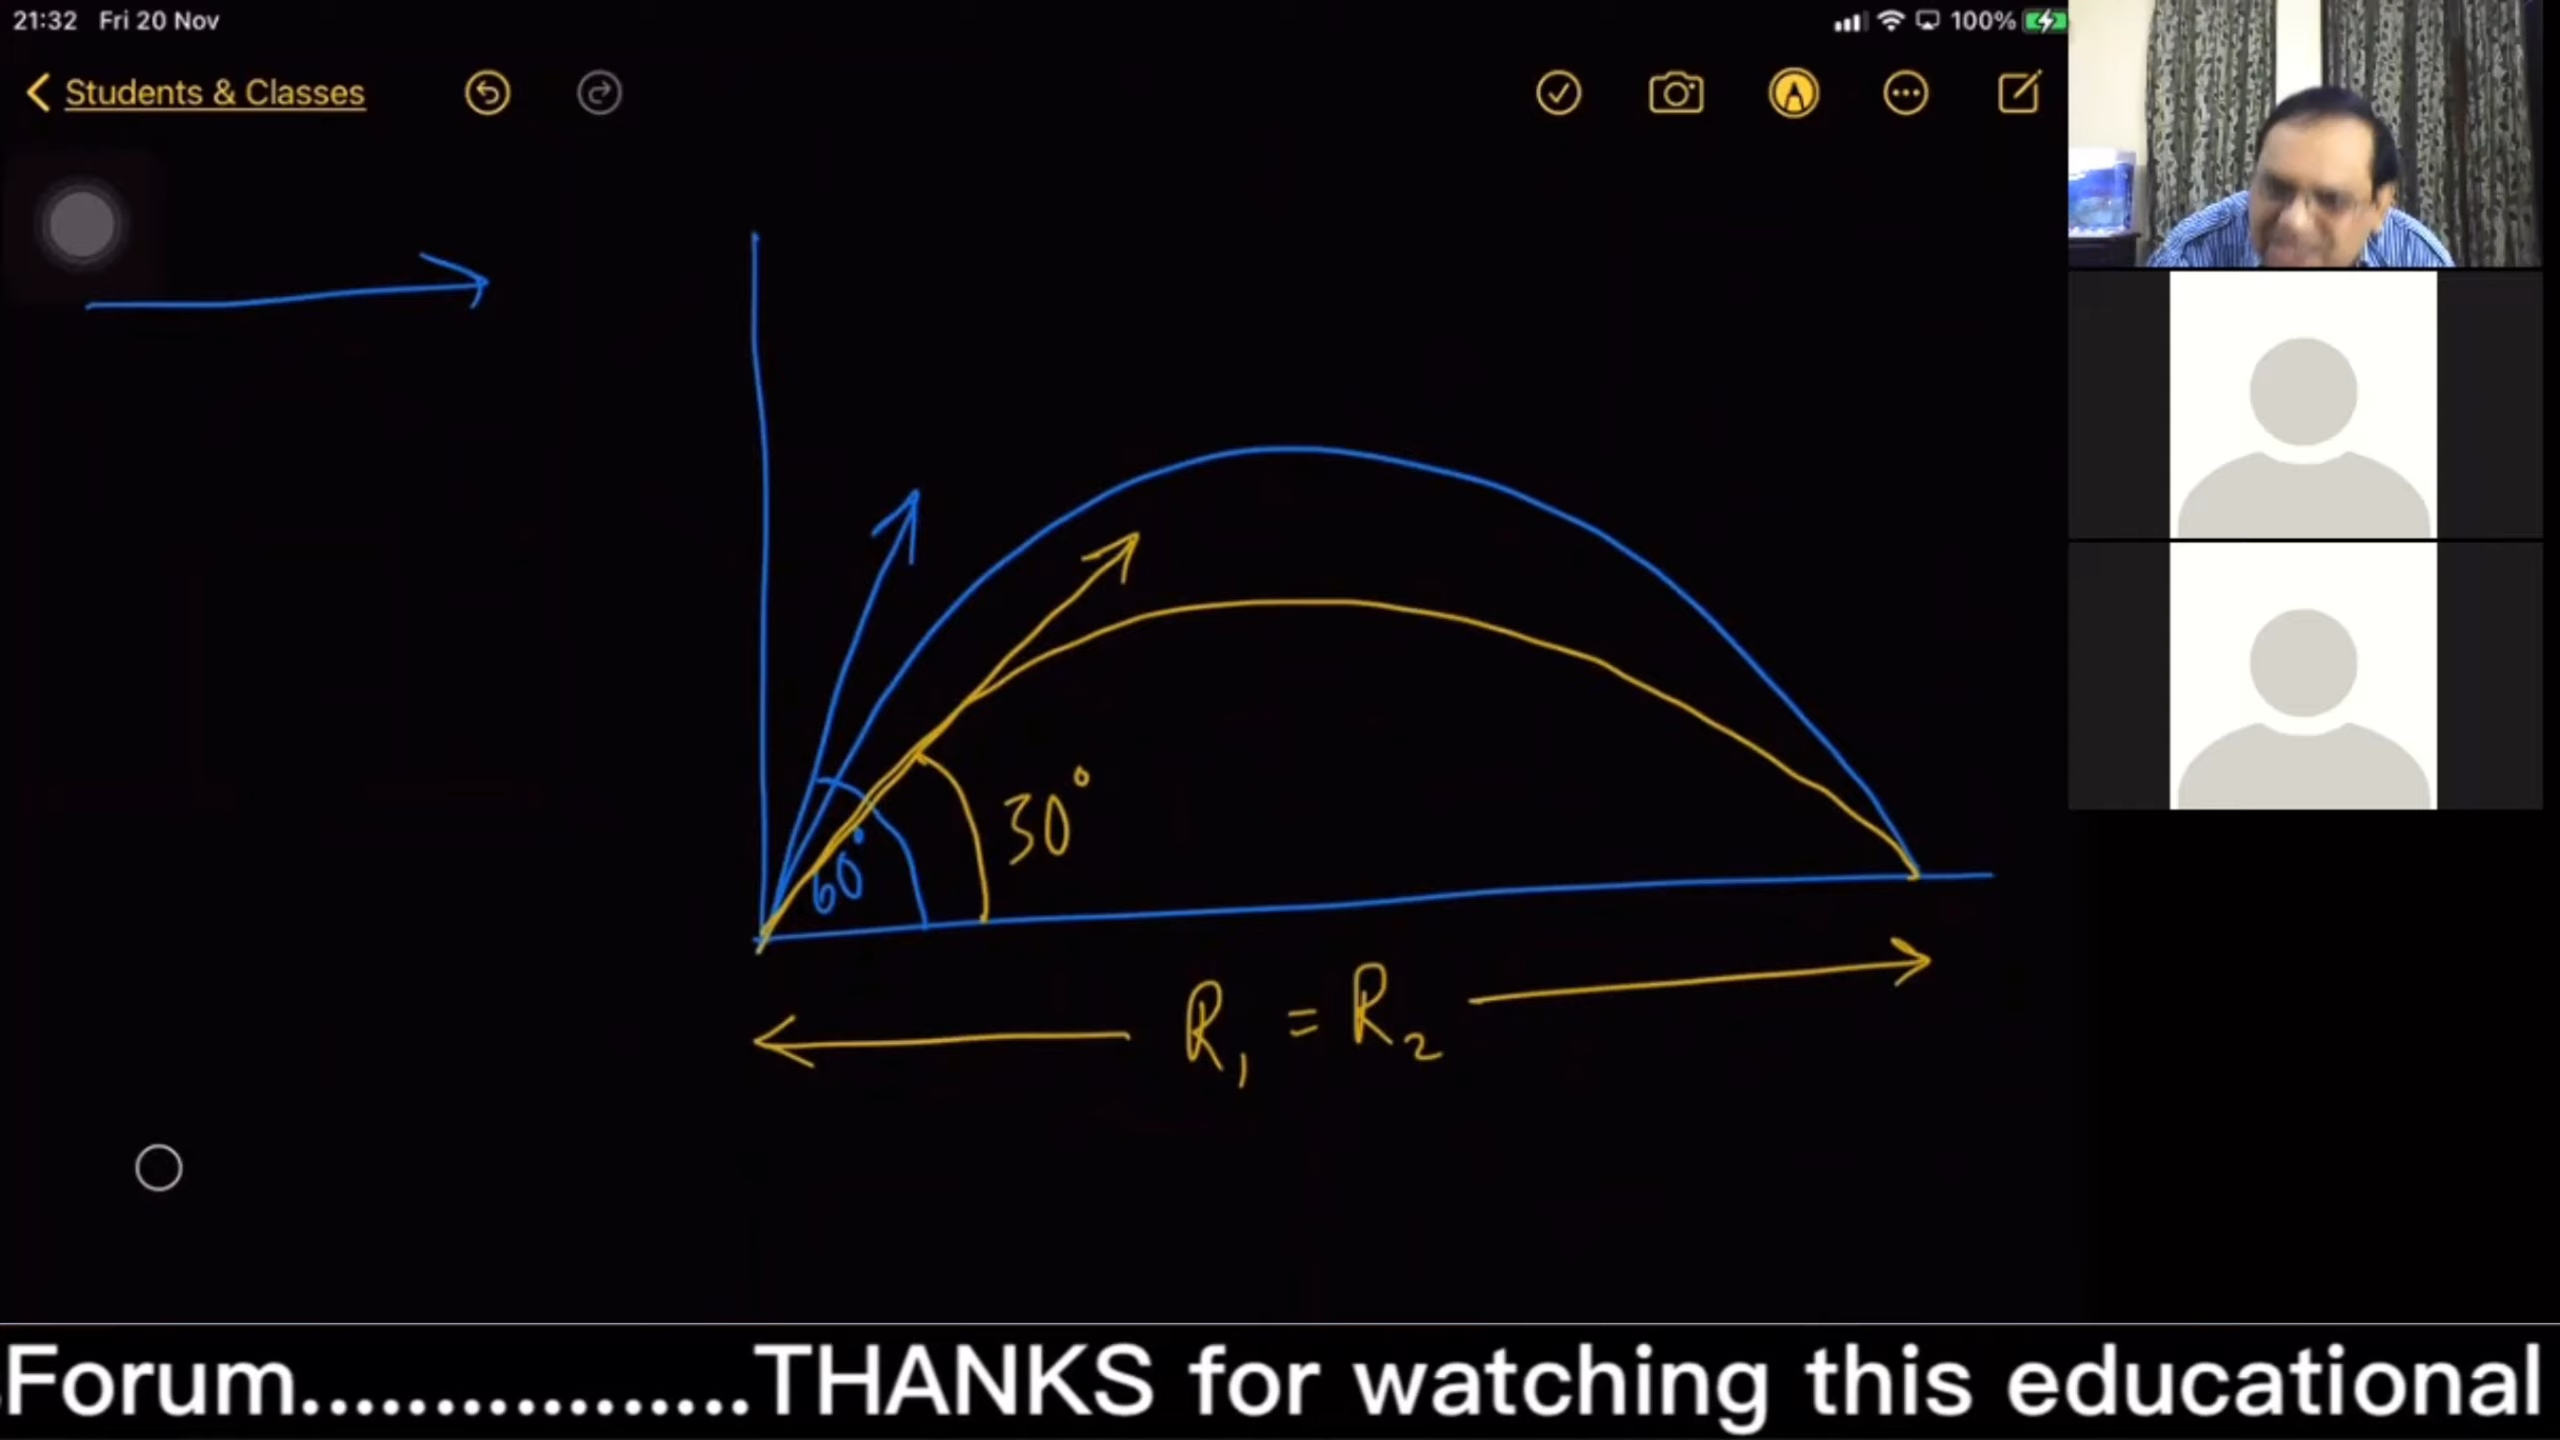 21:32 Fri 20 Nov 100%
Students & Classes
60°
30°
R₁ = R₂
Forum.................THANKS for watching this educational